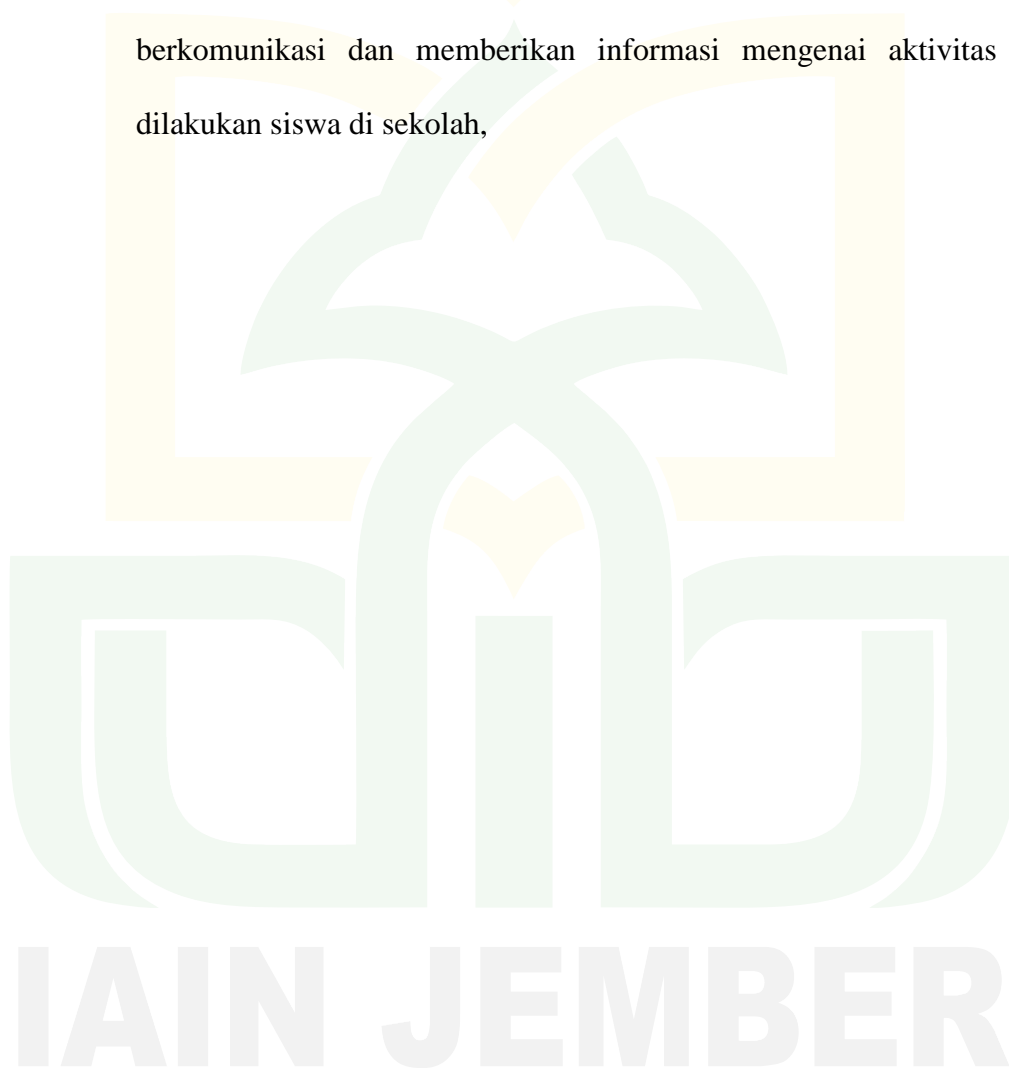 berkomunikasi dan memberikan informasi mengenai aktivitas
dilakukan siswa di sekolah,
IAIN JEMBER